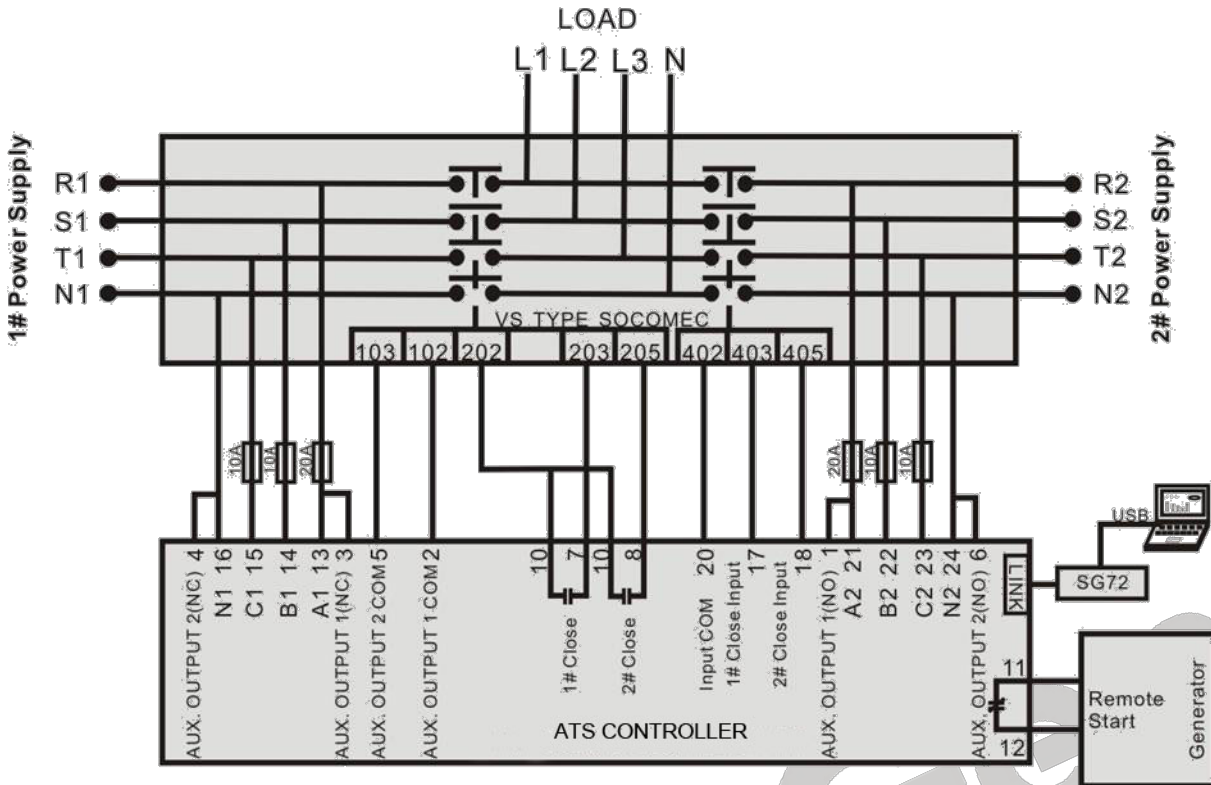 LOAD
L1 L2 L3 N
1# Power Supply
R1
S1
T1
N1
R2
S2
T2
N2
2# Power Supply
VS TYPE SOCOMEC
103 102 202 203 205 402 403 405
10A
10A
20A
20A
10A
10A
AUX. OUTPUT 2(NC) 4
N1 16
C1 15
B1 14
A1 13
AUX. OUTPUT 1(NC) 3
AUX. OUTPUT 2 COM 5
AUX. OUTPUT 1 COM 2
10
7
1# Close
10
8
2# Close
Input COM 20
1# Close Input 17
2# Close Input 18
AUX. OUTPUT 1(NO) 1
A2 21
B2 22
C2 23
N2 24
AUX. OUTPUT 2(NO) 6
LINK
USB
SG72
11
12
Remote
Start
Generator
ATS CONTROLLER